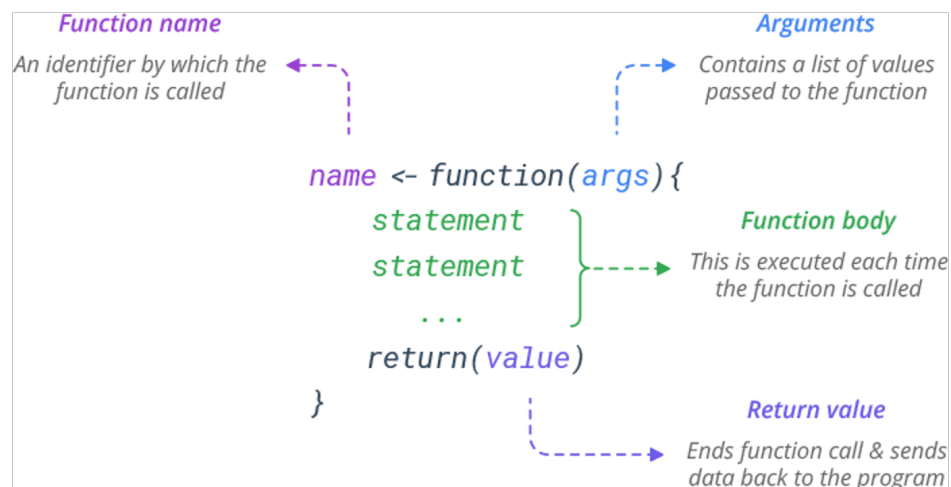 Function name
An identifier by which the
function is called
Arguments
Contains a list of values
passed to the function
name <- function(args){
statement
statement
...
return(value)
}
Function body
This is executed each time
the function is called
Return value
Ends function call & sends
data back to the program